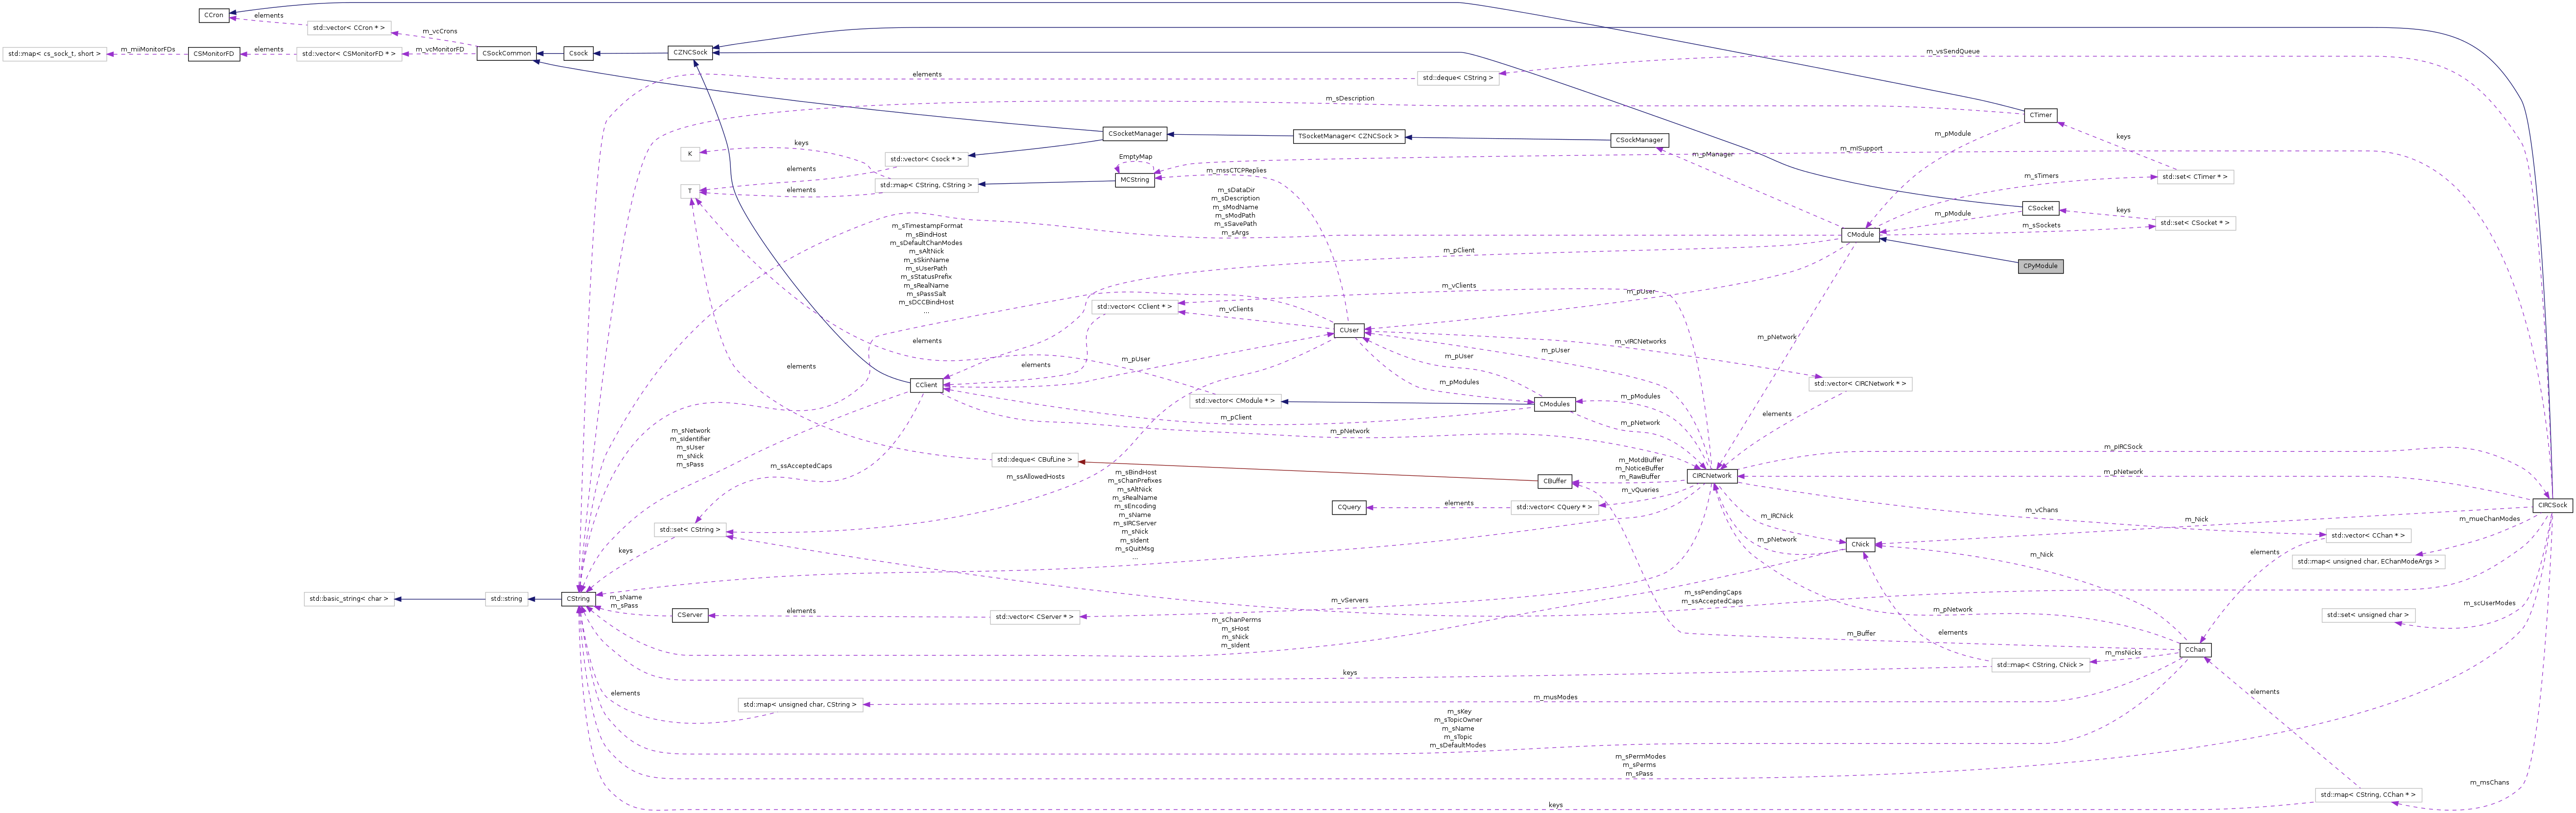 CCron
elements
std::vector< CCron * >
m_vcCrons
std::map< cs_sock_t, short >
m_miiMonitorFDs
CSMonitorFD
elements
std::vector< CSMonitorFD * >
m_vcMonitorFD
CSockCommon
Csock
CZNCSock
m_vsSendQueue
elements
std::deque< CString >
m_sDescription
CTimer
CSocketManager
TSocketManager< CZNCSock >
CSockManager
m_pModule
keys
K
keys
std::vector< Csock * >
EmptyMap
m_pManager
m_mISupport
elements
m_mssCTCPReplies
MCString
std::map< CString, CString >
T
elements
m_sTimers
std::set< CTimer * >
m_sDataDir
m_sDescription
m_sModName
m_sModPath
m_sSavePath
m_sArgs
CSocket
m_pModule
keys
std::set< CSocket * >
m_sSockets
CModule
CPyModule
m_sTimestampFormat
m_sBindHost
m_sDefaultChanModes
m_sAltNick
m_sSkinName
m_sUserPath
m_sStatusPrefix
m_sRealName
m_sPassSalt
m_sDCCBindHost
...
m_pClient
m_vClients
m_pUser
std::vector< CClient * >
m_vClients
CUser
m_pNetwork
m_vIRCNetworks
elements
m_pUser
m_pUser
m_pUser
elements
elements
CClient
m_pModules
std::vector< CIRCNetwork * >
std::vector< CModule * >
CModules
m_pModules
elements
m_pClient
m_pNetwork
m_pNetwork
m_sNetwork
m_sIdentifier
m_sUser
m_sNick
m_sPass
m_pIRCSock
std::deque< CBufLine >
m_ssAcceptedCaps
m_ssAllowedHosts
m_MotdBuffer
m_NoticeBuffer
m_RawBuffer
CBuffer
CIRCNetwork
m_pNetwork
m_sBindHost
m_sChanPrefixes
m_sAltNick
m_sRealName
m_sEncoding
m_sName
m_sIRCServer
m_sNick
m_sIdent
m_sQuitMsg
...
m_vQueries
CQuery
elements
std::vector< CQuery * >
CIRCSock
m_vChans
m_IRCNick
m_Nick
m_mueChanModes
std::set< CString >
std::vector< CChan * >
m_pNetwork
CNick
keys
m_Nick
elements
std::map< unsigned char, EChanModeArgs >
std::basic_string< char >
std::string
CString
m_sName
m_sPass
CServer
elements
std::vector< CServer * >
m_vServers
m_ssPendingCaps
m_ssAcceptedCaps
m_pNetwork
m_scUserModes
std::set< unsigned char >
m_sChanPerms
m_sHost
m_sNick
m_sIdent
m_Buffer
elements
CChan
m_msNicks
std::map< CString, CNick >
keys
elements
m_musModes
elements
std::map< unsigned char, CString >
m_sKey
m_sTopicOwner
m_sName
m_sTopic
m_sDefaultModes
m_sPermModes
m_sPerms
m_sPass
m_msChans
std::map< CString, CChan * >
keys